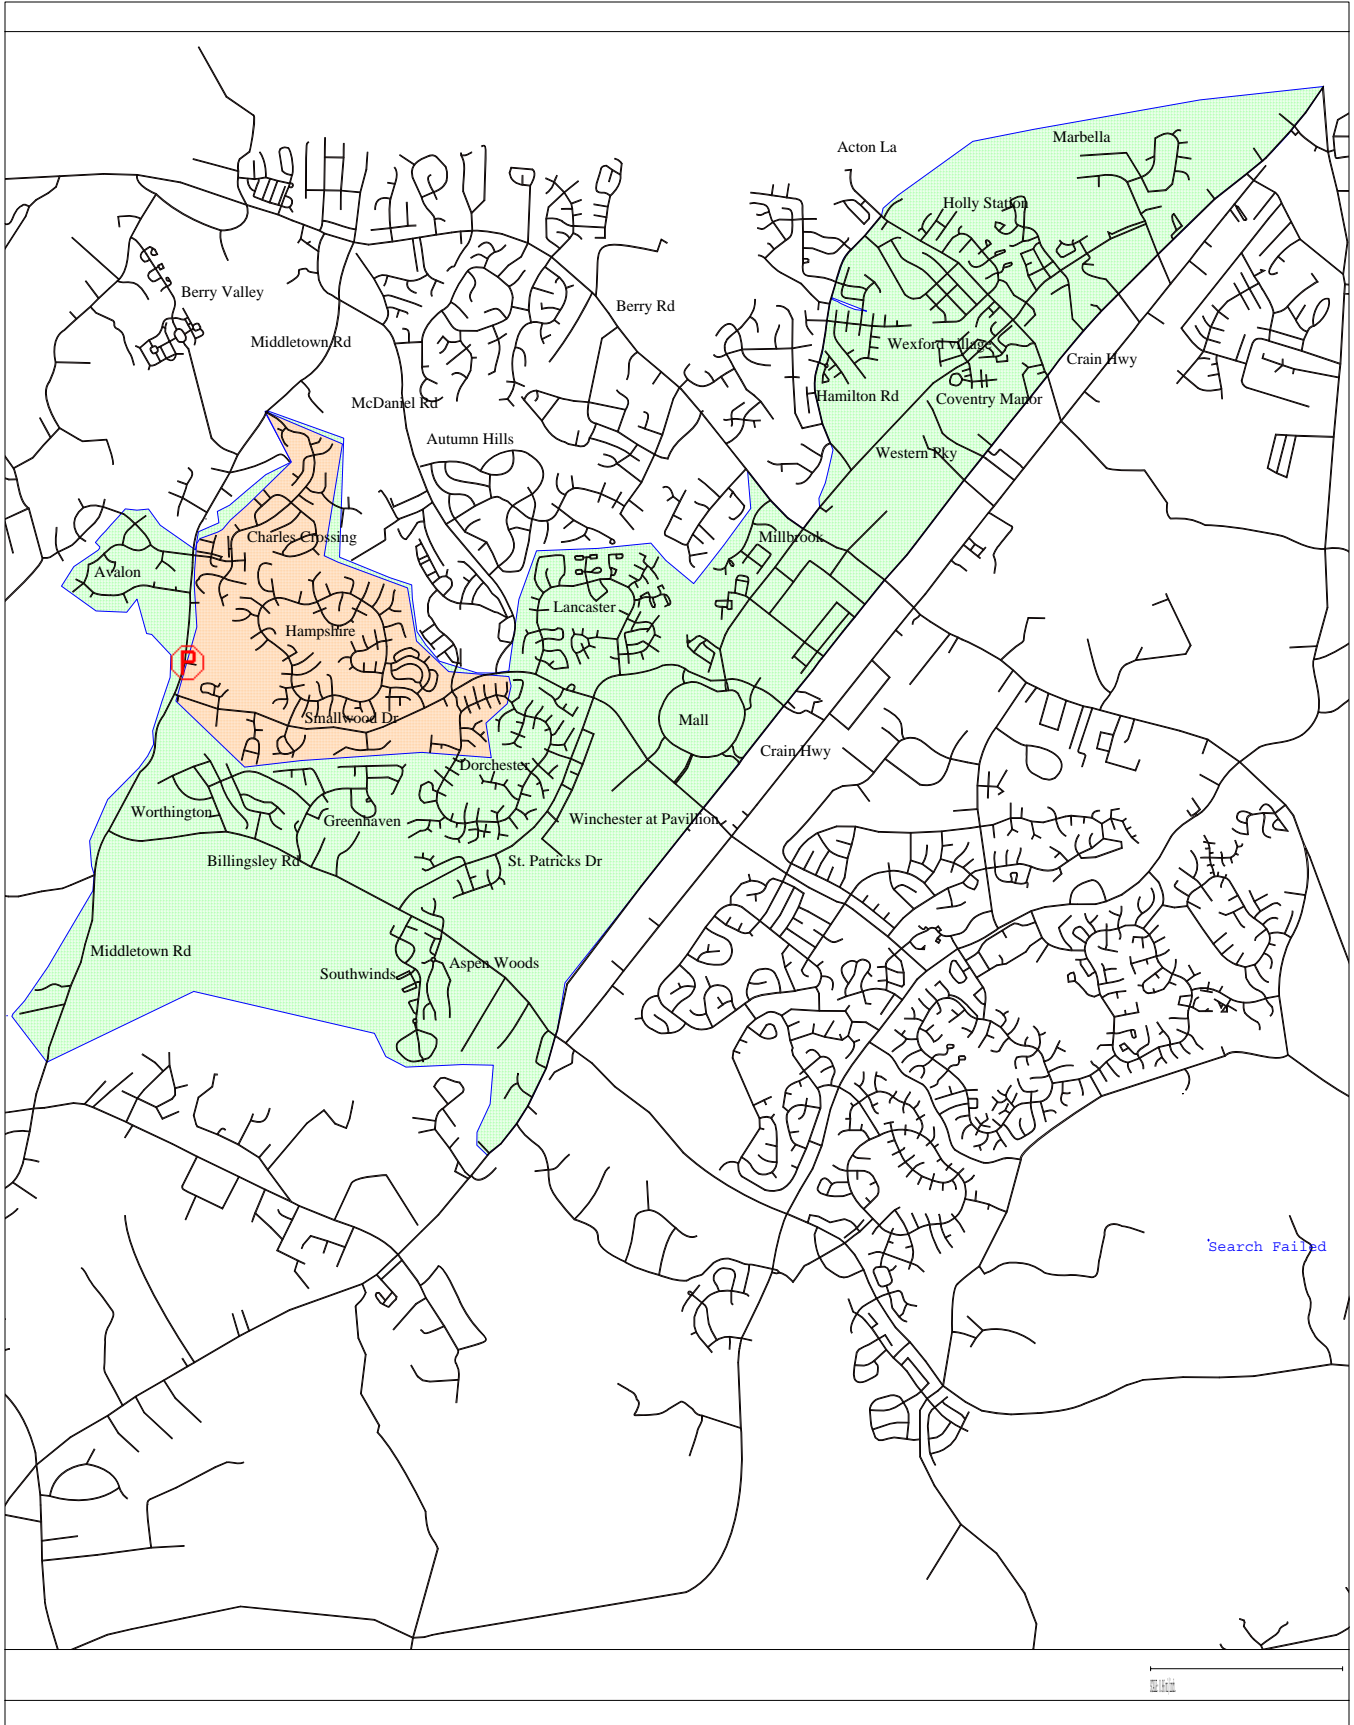 Marbella
Acton La
Holly Station
Berry Valley
Berry Rd
Middletown Rd
Wexford village
Crain Hwy
McDaniel Rd
Hamilton Rd
Coventry Manor
Autumn Hills
Western Pky
Charles Crossing
Millbrook
Avalon
Lancaster
Hampshire
P
Smallwood Dr
Mall
Crain Hwy
Dorchester
Worthington
Greenhaven
Winchester at Pavillion
Billingsley Rd
St. Patricks Dr
Middletown Rd
Southwinds
Aspen Woods
Search Failed